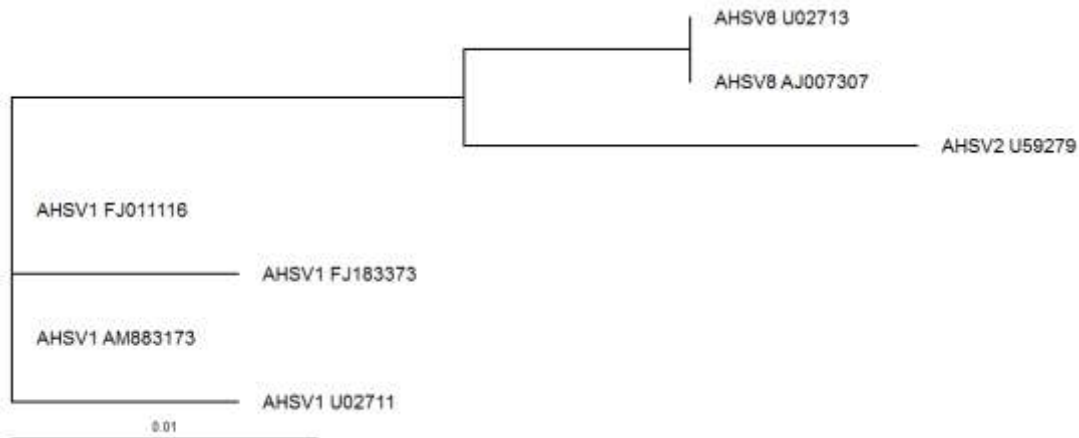 AHSV8 U02713
AHSV8 AJ007307
AHSV2 U59279
AHSV1 FJ011116
AHSV1 FJ183373
AHSV1 AM883173
AHSV1 U02711
0.01